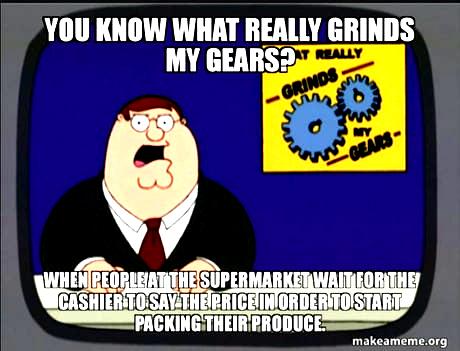 YOU KNOW WHAT REALLY GRINDS
MY GEARS?
AT REALLY
GRINDS
MY
GEARS
WHEN PEOPLE AT THE SUPERMARKET WAIT FOR THE
CASHIER TO SAY THE PRICE IN ORDER TO START
PACKING THEIR PRODUCE.
makeameme.org